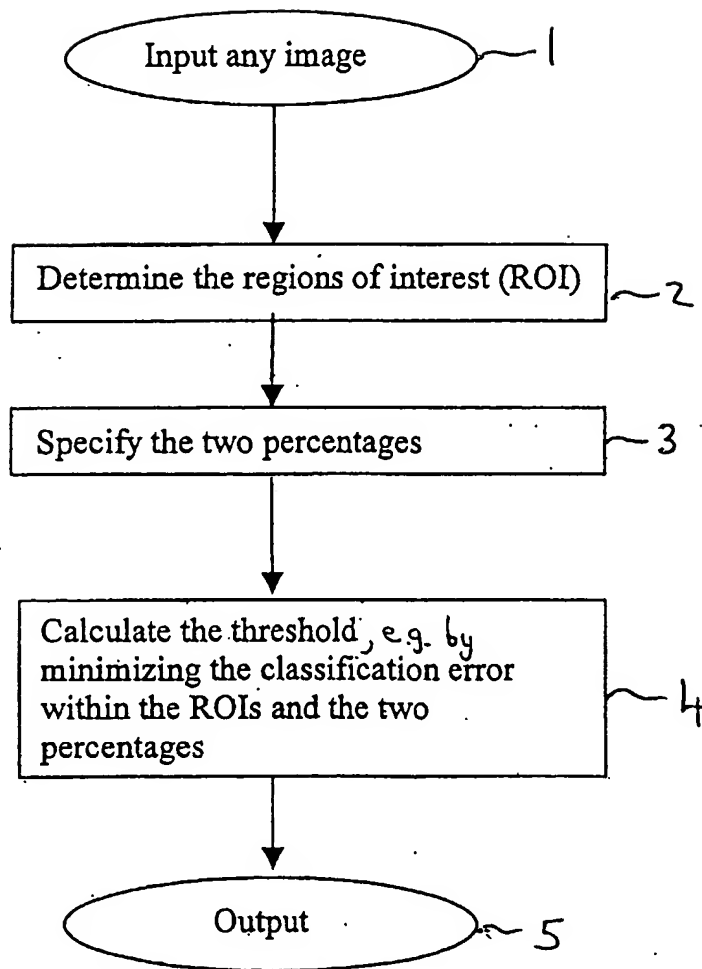 Input any image
1
Determine the regions of interest (ROI)
2
Specify the two percentages
3
Calculate the threshold, e.g. by
minimizing the classification error
within the ROIs and the two
percentages
4
Output
5